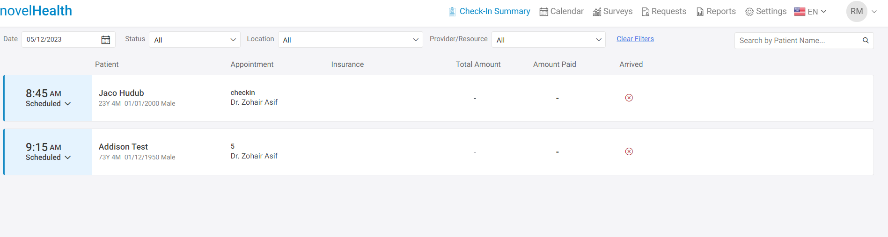 novelHealth
Check-In Summary Calendar Surveys Requests Reports Settings EN RM
Date 05/12/2023 Status All Location All Provider/Resource All Clear Filters Search by Patient Name...
Patient Appointment Insurance Total Amount Amount Paid Arrived
8:45 AM Jaco Hudub checkin
Scheduled 23Y 4M 01/01/2000 Male Dr. Zohair Asif - -
9:15 AM Addison Test 5
Scheduled 73Y 4M 01/12/1950 Male Dr. Zohair Asif - -